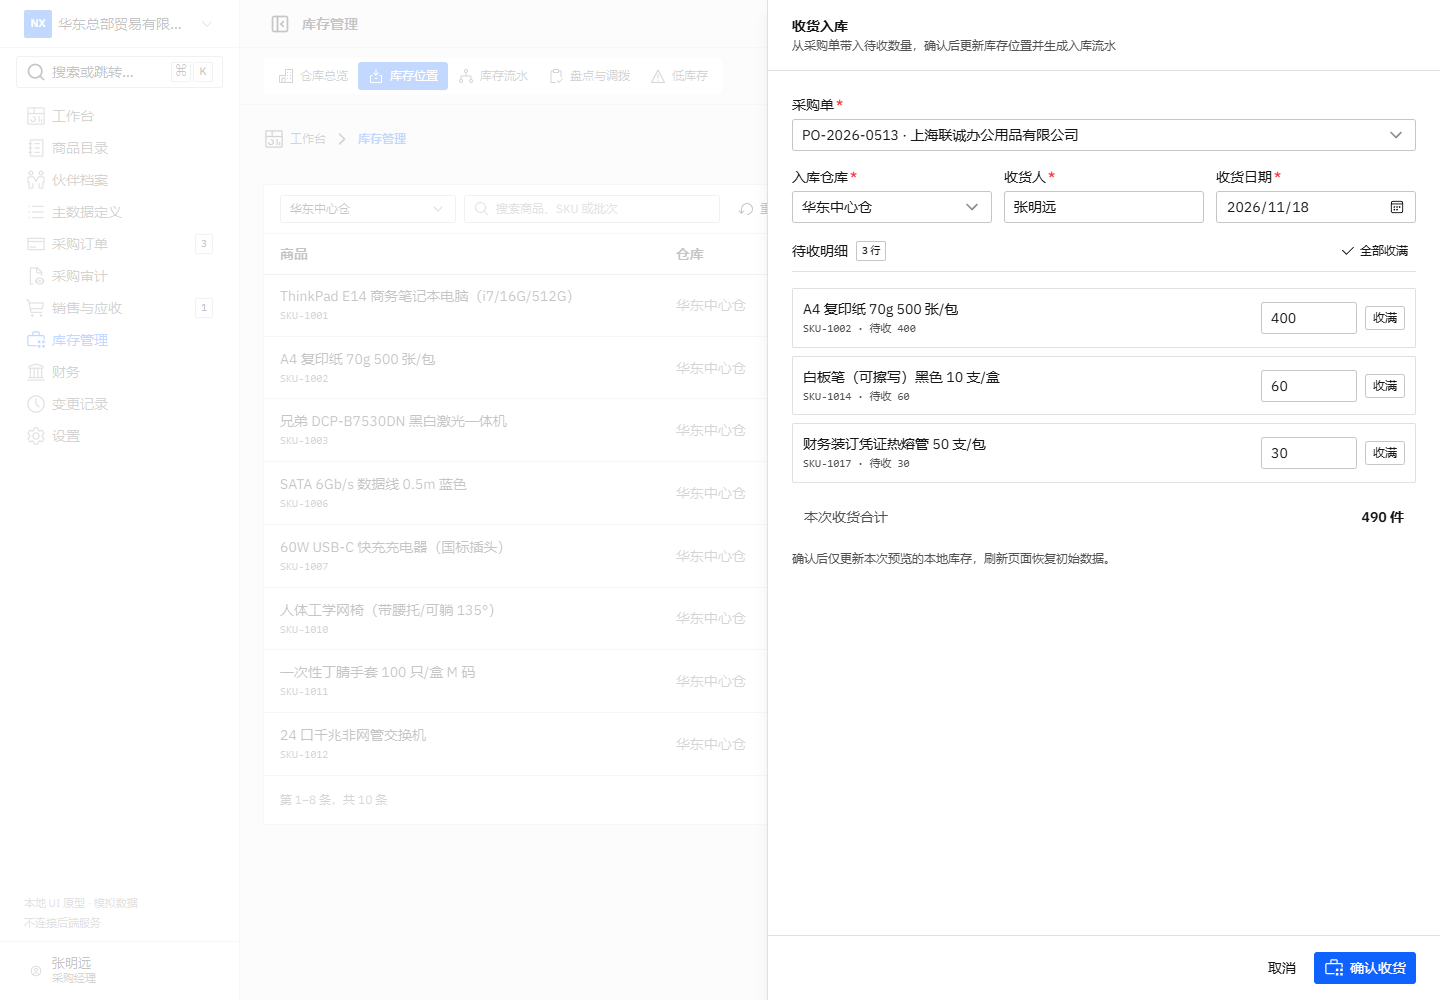 NX 华东总部贸易有限...
搜索或跳转... ⌘ K
工作台
商品目录
伙伴档案
主数据定义
采购订单 3
采购审计
销售与应收 1
库存管理
财务
变更记录
设置
本地 UI 原型 · 模拟数据
不连接后端服务
张明远
采购经理
库存管理
仓库总览 库存位置 库存流水 盘点与调拨 低库存
工作台 库存管理
华东中心仓 搜索商品、SKU 或批次 重
商品 仓库
ThinkPad E14 商务笔记本电脑（i7/16G/512G） 华东中心仓
SKU-1001
A4 复印纸 70g 500 张/包 华东中心仓
SKU-1002
兄弟 DCP-B7530DN 黑白激光一体机 华东中心仓
SKU-1003
SATA 6Gb/s 数据线 0.5m 蓝色 华东中心仓
SKU-1006
60W USB-C 快充充电器（国标插头） 华东中心仓
SKU-1007
人体工学网椅（带腰托/可躺 135°） 华东中心仓
SKU-1010
一次性丁腈手套 100 只/盒 M 码 华东中心仓
SKU-1011
24 口千兆非网管交换机 华东中心仓
SKU-1012
第 1–8 条，共 10 条
收货入库
从采购单带入待收数量，确认后更新库存位置并生成入库流水
采购单*
PO-2026-0513 · 上海联诚办公用品有限公司
入库仓库* 收货人* 收货日期*
华东中心仓 张明远 2026/11/18
待收明细 3 行 全部收满
A4 复印纸 70g 500 张/包 400 收满
SKU-1002 · 待收 400
白板笔（可擦写）黑色 10 支/盒 60 收满
SKU-1014 · 待收 60
财务装订凭证热熔管 50 支/包 30 收满
SKU-1017 · 待收 30
本次收货合计 490 件
确认后仅更新本次预览的本地库存，刷新页面恢复初始数据。
取消 确认收货